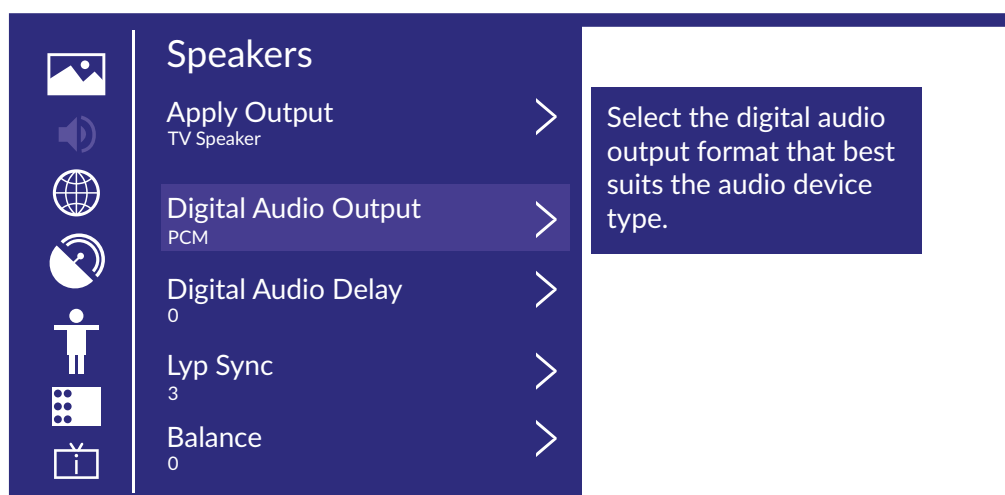 Speakers
Apply Output
TV Speaker
Digital Audio Output
PCM
Digital Audio Delay
0
Lyp Sync
3
Balance
0
Select the digital audio
output format that best
suits the audio device
type.
i